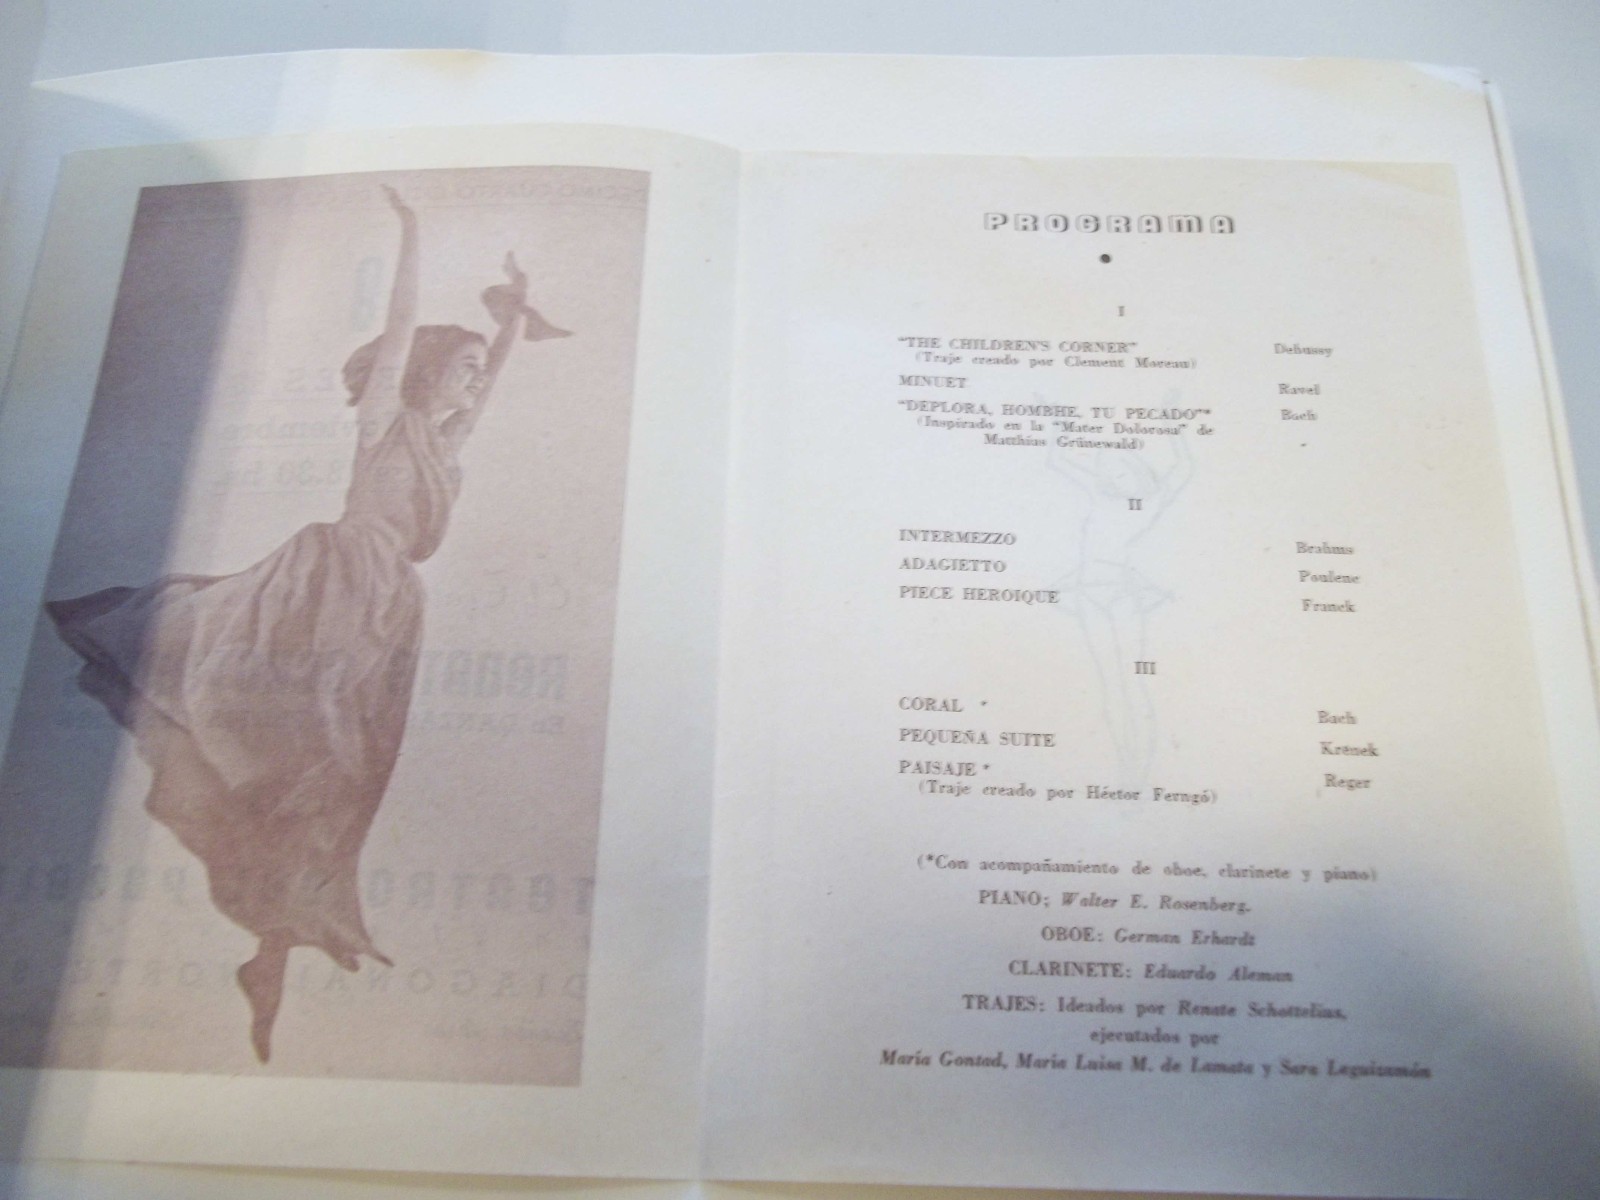 PROGRAMA
I
"THE CHILDREN'S CORNER" Debussy
(Traje creado por Clement Moreau)
MINUET Ravel
"DEPLORA, HOMBRE, TU PECADO"* Bach
(Inspirado en la "Mater Dolorosa" de
Matthias Grünewald)
II
INTERMEZZO Brahms
ADAGIETTO Poulenc
PIECE HEROIQUE Franck
III
CORAL * Bach
PEQUEÑA SUITE Krenek
PAISAJE * Reger
(Traje creado por Héctor Ferngó)
(*Con acompañamiento de oboe, clarinete y piano)
PIANO; Walter E. Rosenberg.
OBOE: German Erhardt
CLARINETE: Eduardo Aleman
TRAJES: Ideados por Renate Schottelius,
ejecutados por
María Gontad, María Luisa M. de Lamata y Sara Leguizamón